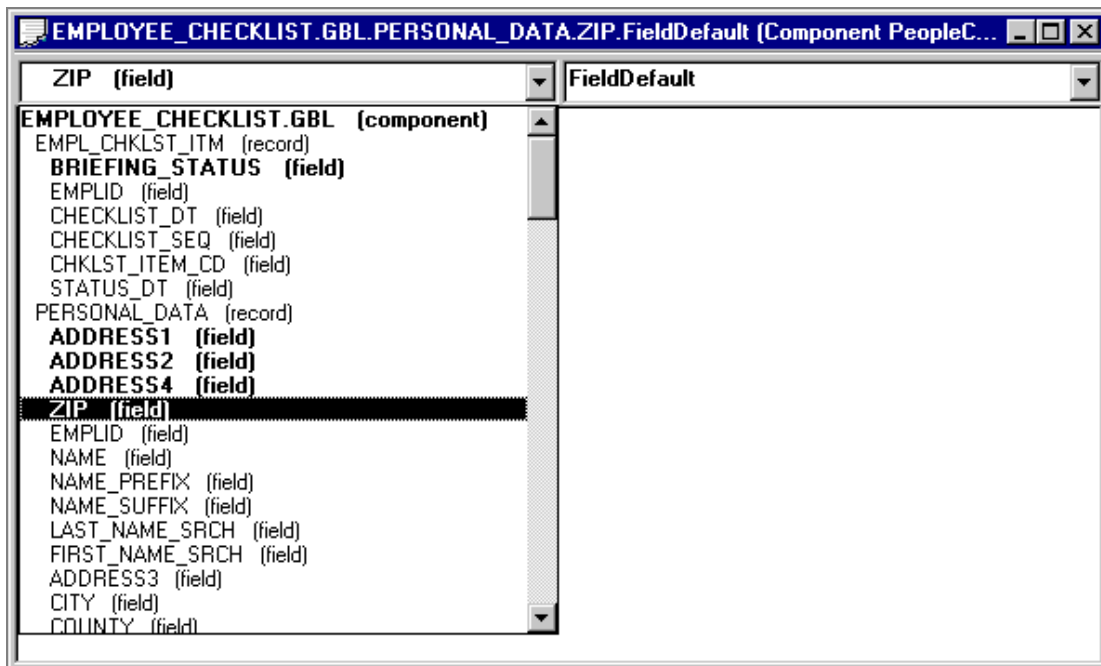 EMPLOYEE_CHECKLIST.GBL.PERSONAL_DATA.ZIP.FieldDefault (Component PeopleC...
ZIP (field)
FieldDefault
EMPLOYEE_CHECKLIST.GBL (component)
EMPL_CHKLST_ITM (record)
BRIEFING_STATUS (field)
EMPLID (field)
CHECKLIST_DT (field)
CHECKLIST_SEQ (field)
CHKLST_ITEM_CD (field)
STATUS_DT (field)
PERSONAL_DATA (record)
ADDRESS1 (field)
ADDRESS2 (field)
ADDRESS4 (field)
ZIP (field)
EMPLID (field)
NAME (field)
NAME_PREFIX (field)
NAME_SUFFIX (field)
LAST_NAME_SRCH (field)
FIRST_NAME_SRCH (field)
ADDRESS3 (field)
CITY (field)
COUNTY (field)